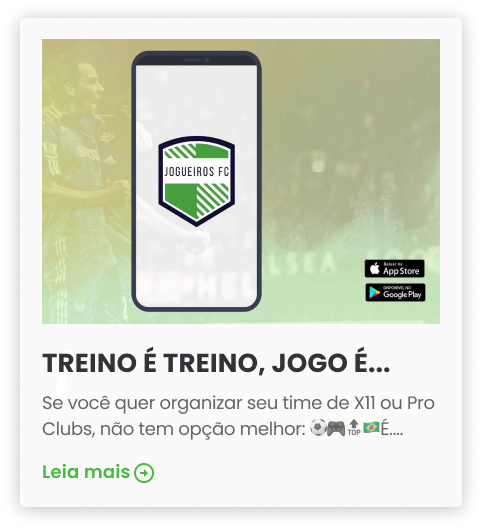 JOGUEIROS FC
Baixar na
App Store
DISPONÍVEL NO
Google Play
TREINO É TREINO, JOGO É...
Se você quer organizar seu time de X11 ou Pro
Clubs, não tem opção melhor: ⚽🎮🔝🇧🇷É....
Leia mais